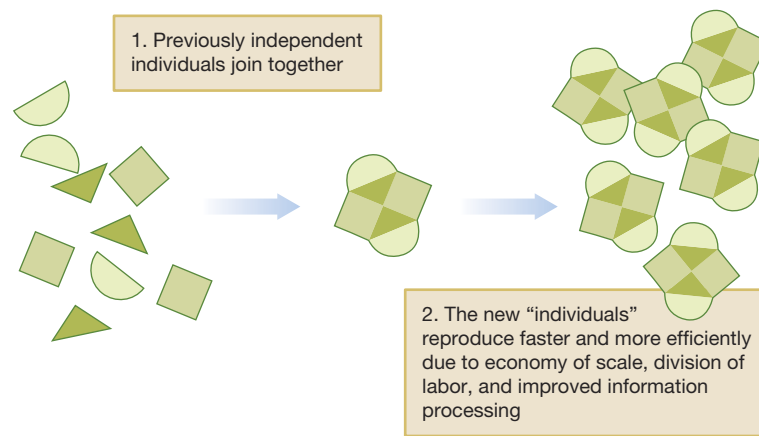 1. Previously independent
individuals join together
2. The new “individuals”
reproduce faster and more efficiently
due to economy of scale, division of
labor, and improved information
processing